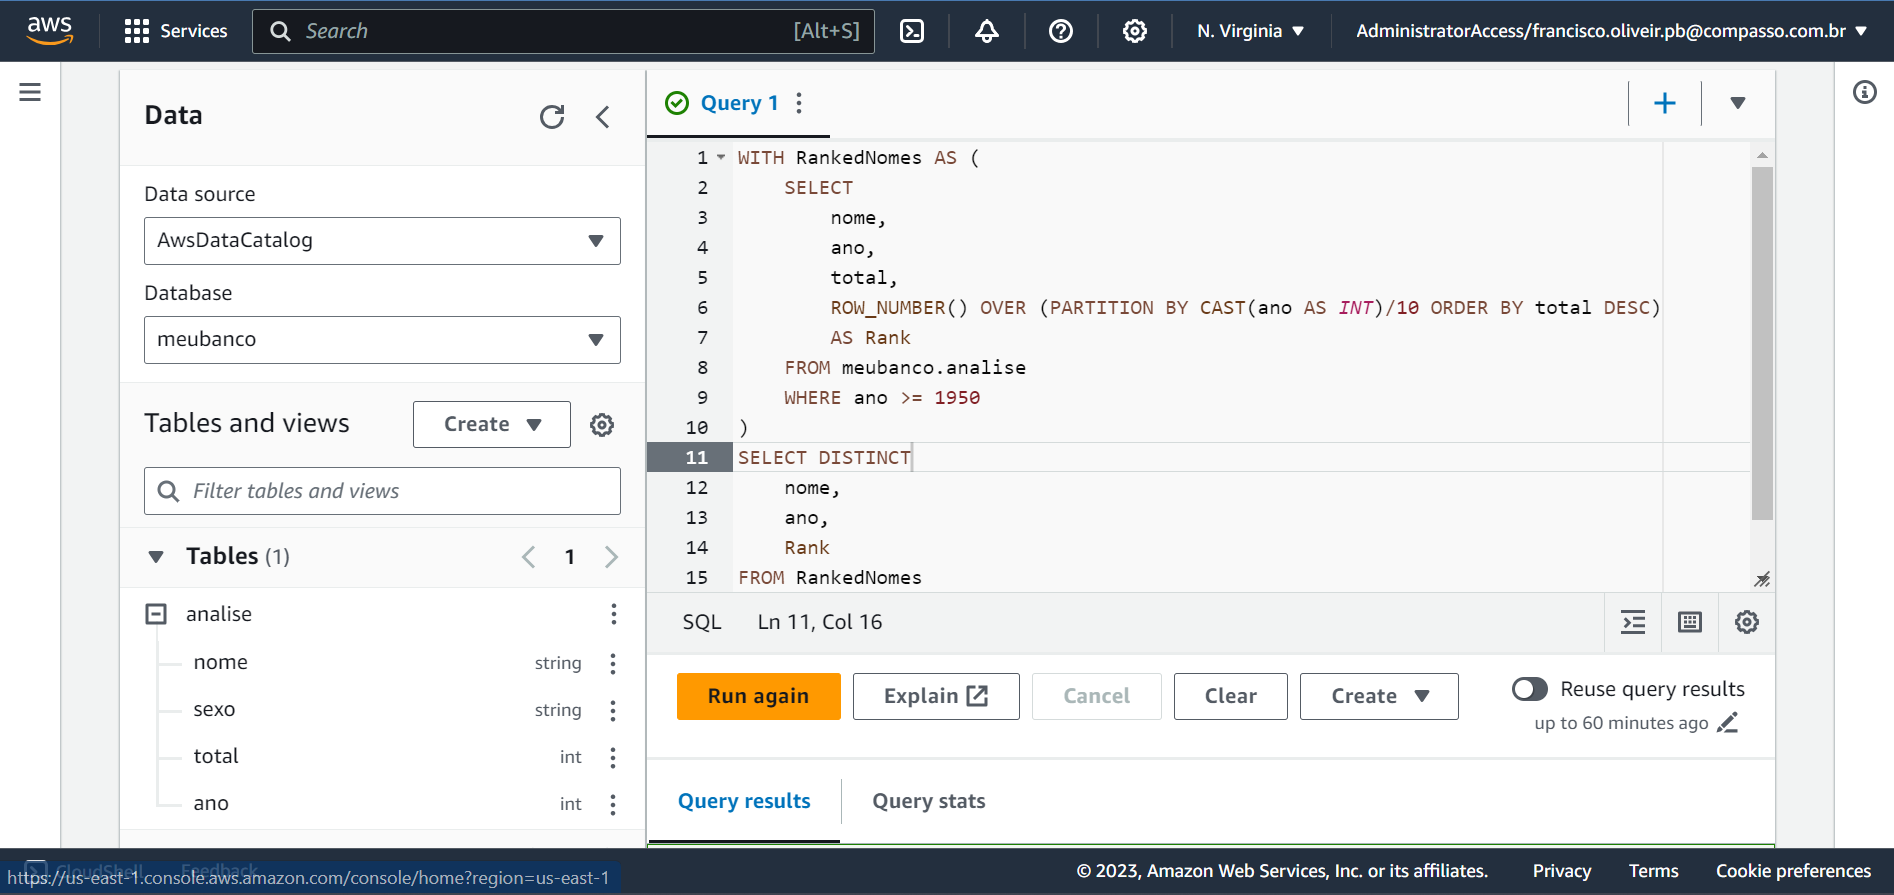 aws
Services
Search
[Alt+S]
N. Virginia
AdministratorAccess/francisco.oliveir.pb@compasso.com.br
Data
Data source
AwsDataCatalog
Database
meubanco
Tables and views
Create
Filter tables and views
Tables (1)
1
analise
nome string
sexo string
total int
ano int
Query 1
1 WITH RankedNomes AS (
2 SELECT
3 nome,
4 ano,
5 total,
6 ROW_NUMBER() OVER (PARTITION BY CAST(ano AS INT)/10 ORDER BY total DESC)
7 AS Rank
8 FROM meubanco.analise
9 WHERE ano >= 1950
10 )
11 SELECT DISTINCT
12 nome,
13 ano,
14 Rank
15 FROM RankedNomes
SQL Ln 11, Col 16
Run again
Explain
Cancel
Clear
Create
Reuse query results
up to 60 minutes ago
Query results
Query stats
CloudShell
Feedback
https://us-east-1.console.aws.amazon.com/console/home?region=us-east-1
© 2023, Amazon Web Services, Inc. or its affiliates.
Privacy
Terms
Cookie preferences